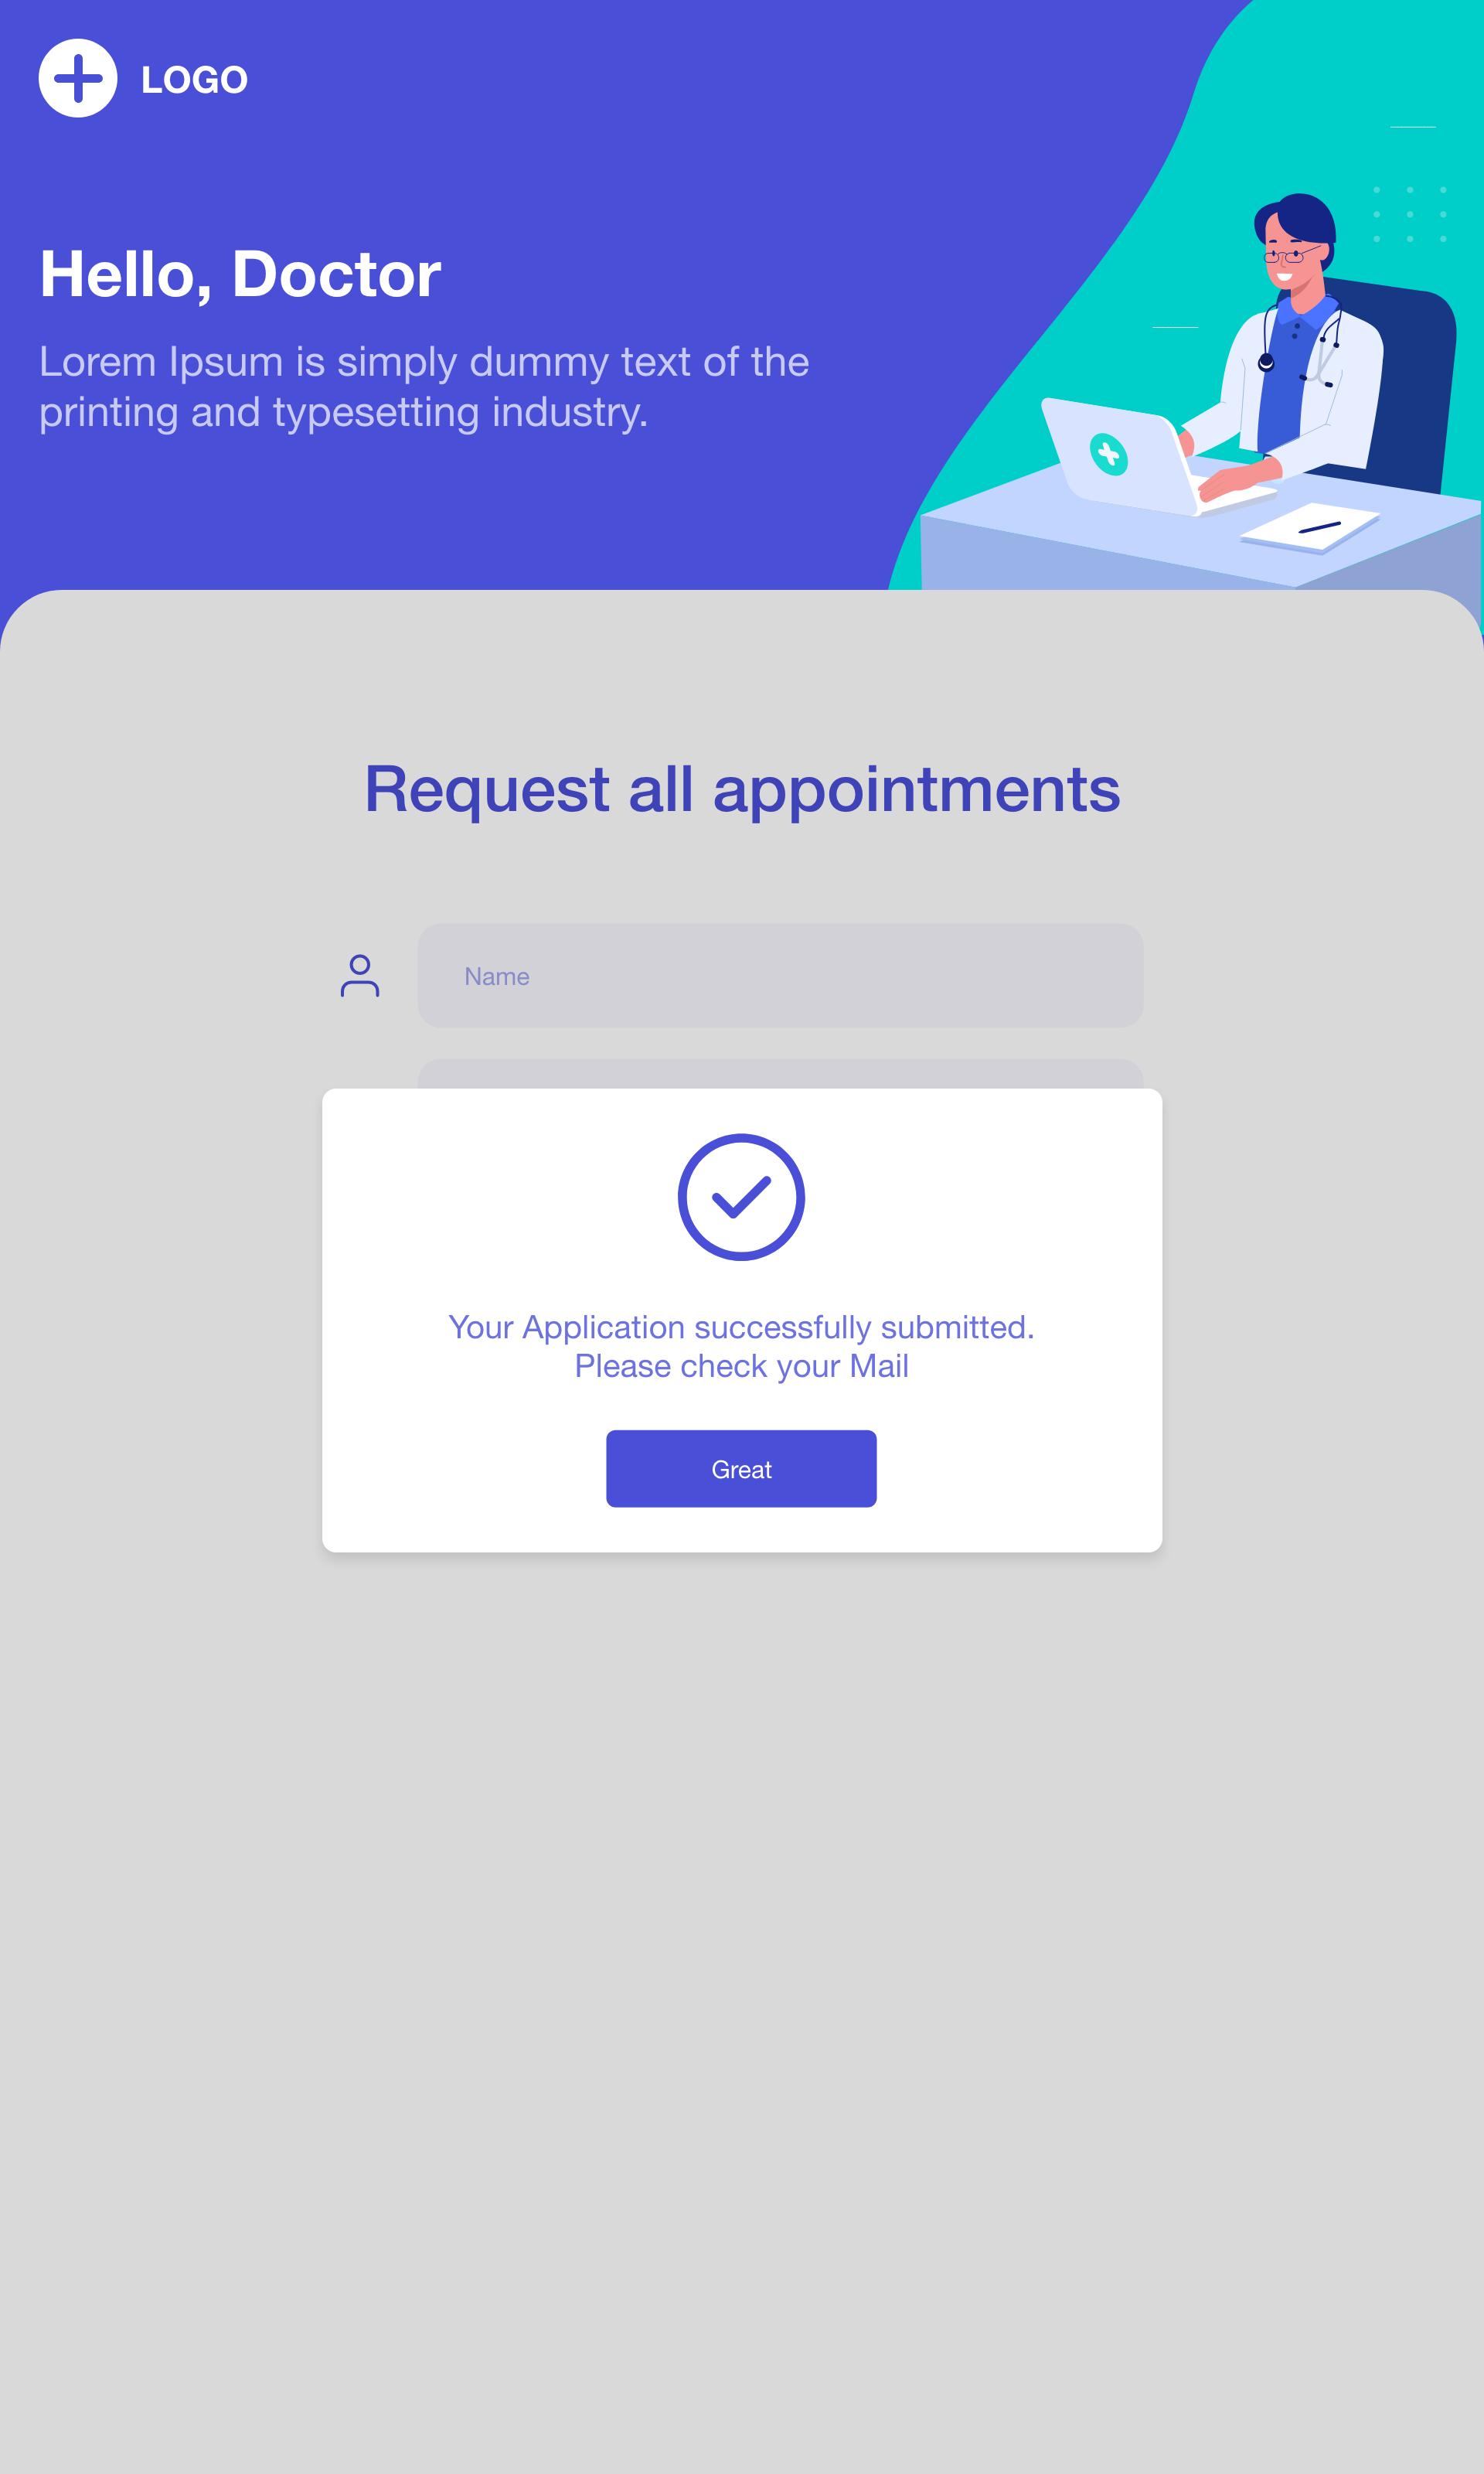 LOGO
Hello, Doctor
Lorem Ipsum is simply dummy text of the
printing and typesetting industry.
Request all appointments
Name
Your Application successfully submitted.
Please check your Mail
Great